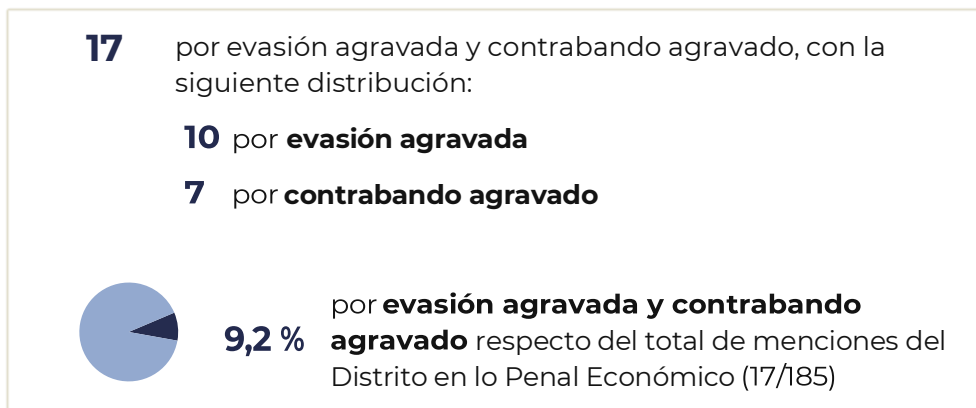 17 por evasión agravada y contrabando agravado, con la
siguiente distribución:
10 por evasión agravada
7 por contrabando agravado
9,2 % por evasión agravada y contrabando
agravado respecto del total de menciones del
Distrito en lo Penal Económico (17/185)